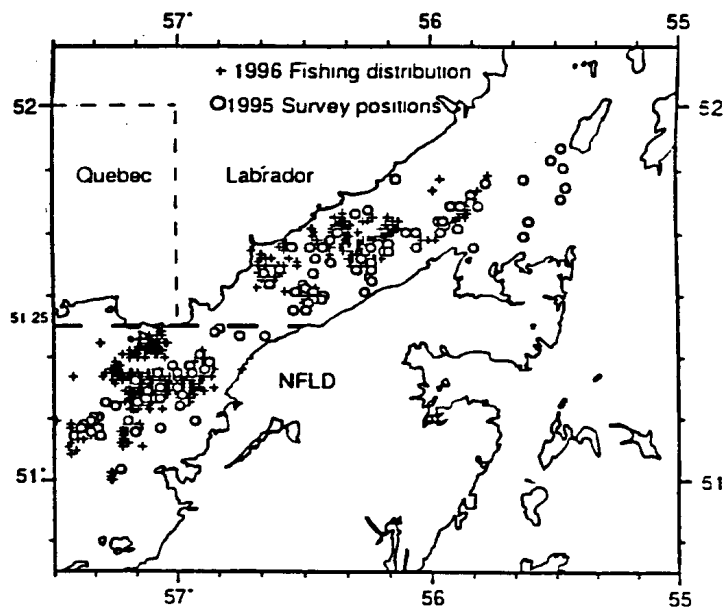 57° 56 55
+ 1996 Fishing distribution
52 O 1995 Survey positions 52
Quebec Labrador
51 25
NFLD
51° 51
57° 56 55